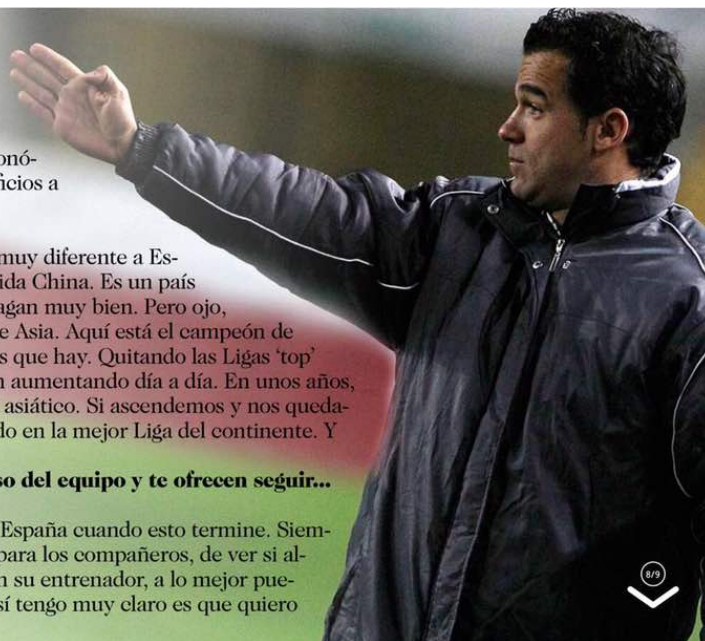 onó-
ficios a
muy diferente a Es-
ida China. Es un país
agan muy bien. Pero ojo,
e Asia. Aquí está el campeón de
s que hay. Quitando las Ligas ‘top’
n aumentando día a día. En unos años,
asiático. Si ascendemos y nos queda-
do en la mejor Liga del continente. Y
so del equipo y te ofrecen seguir...
España cuando esto termine. Siem-
para los compañeros, de ver si al-
n su entrenador, a lo mejor pue-
sí tengo muy claro es que quiero
8/9